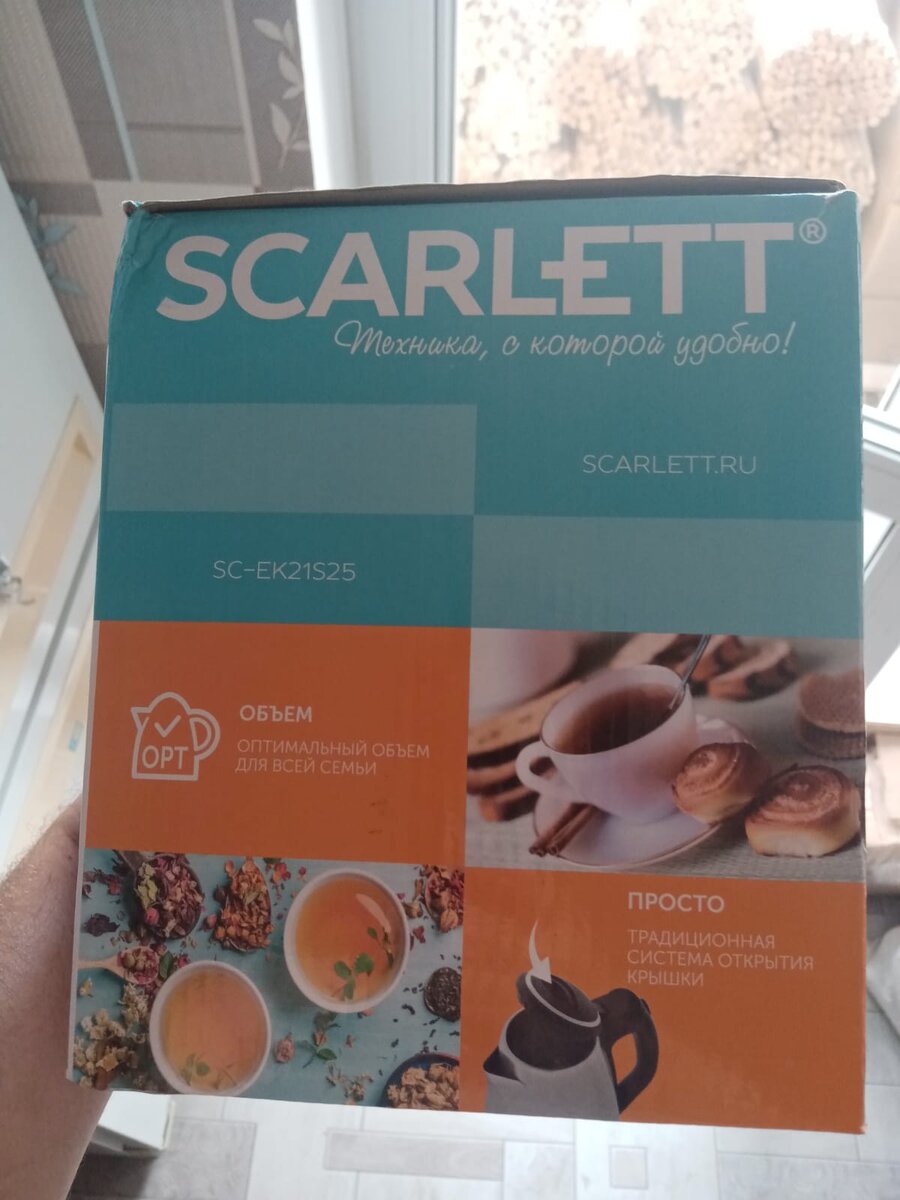 SCARLETT®
Техника, с которой удобно!
SCARLETT.RU
SC-EK21S25
ОБЪЕМ
ОПТИМАЛЬНЫЙ ОБЪЕМ
ДЛЯ ВСЕЙ СЕМЬИ
ОРТ
ПРОСТО
ТРАДИЦИОННАЯ
СИСТЕМА ОТКРЫТИЯ
КРЫШКИ